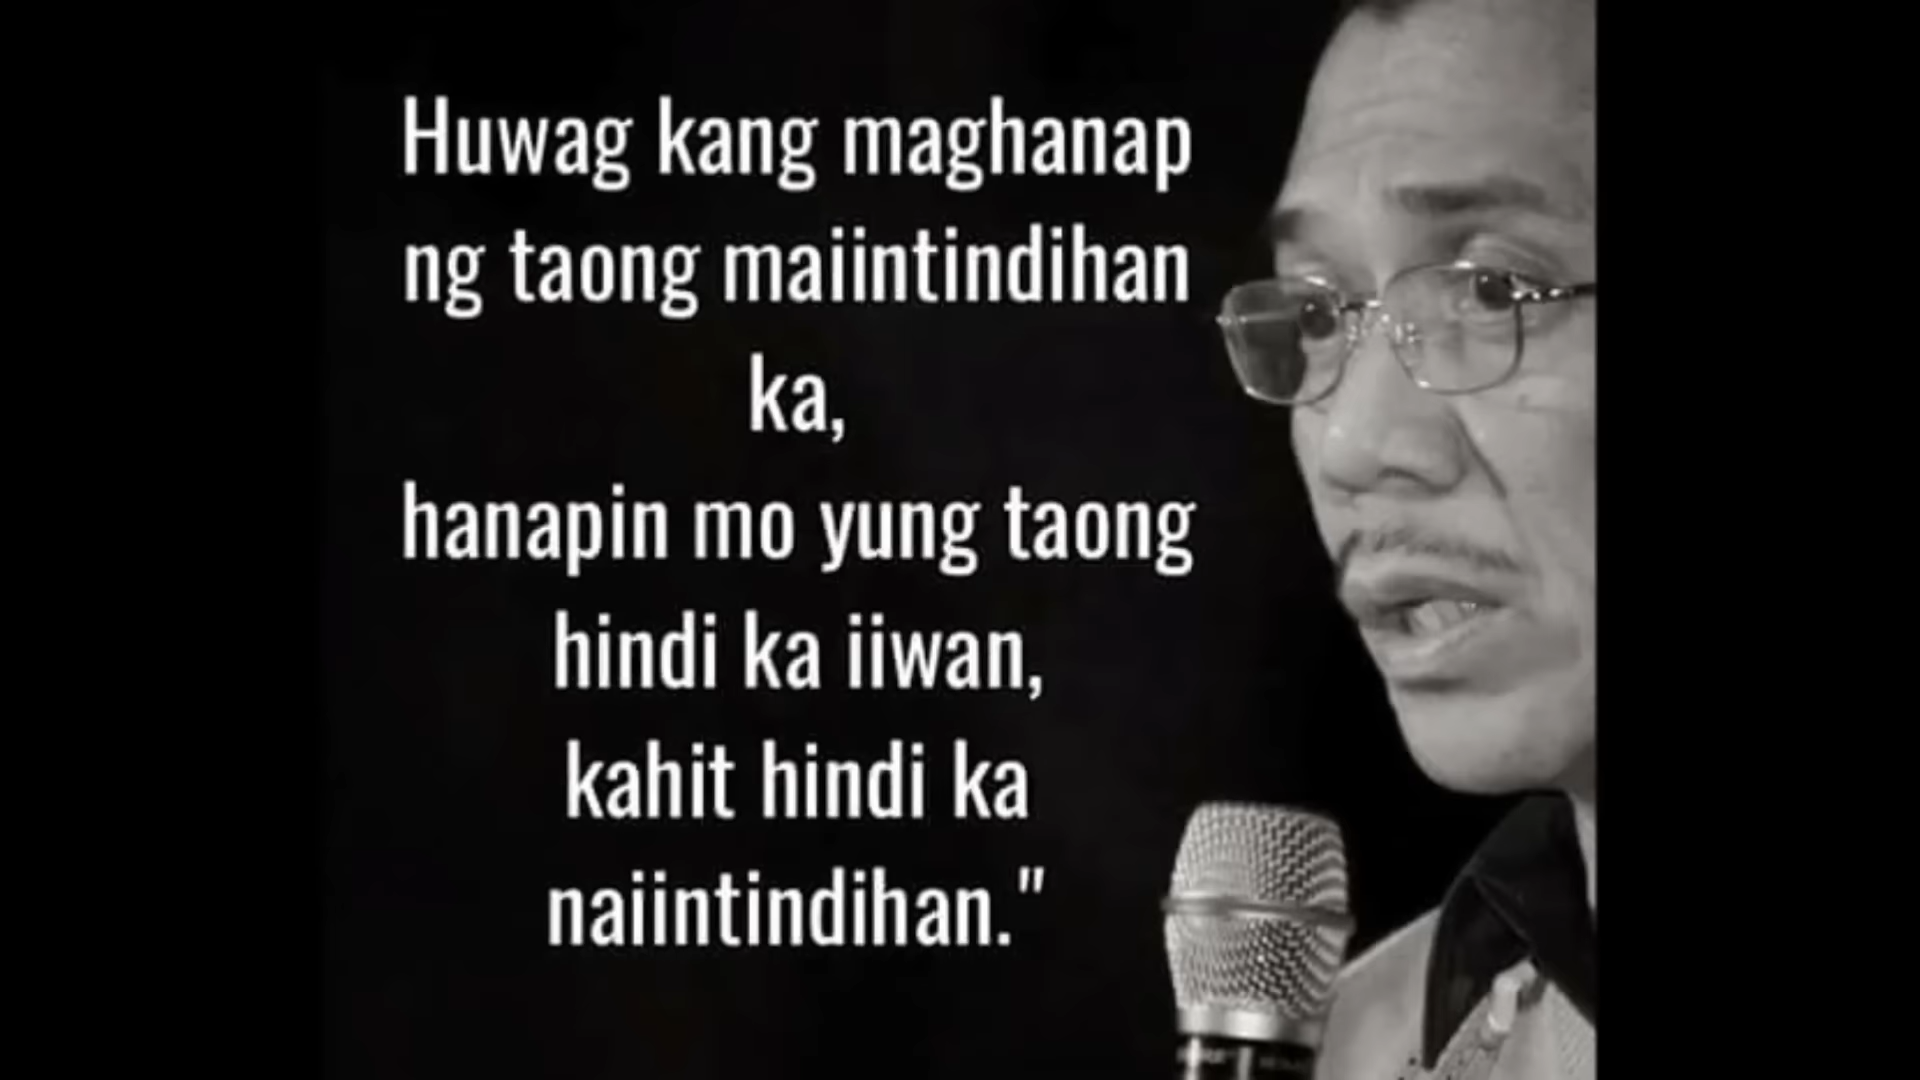 Huwag kang maghanap
ng taong maiintindihan
ka,
hanapin mo yung taong
hindi ka iiwan,
kahit hindi ka
naiintindihan."